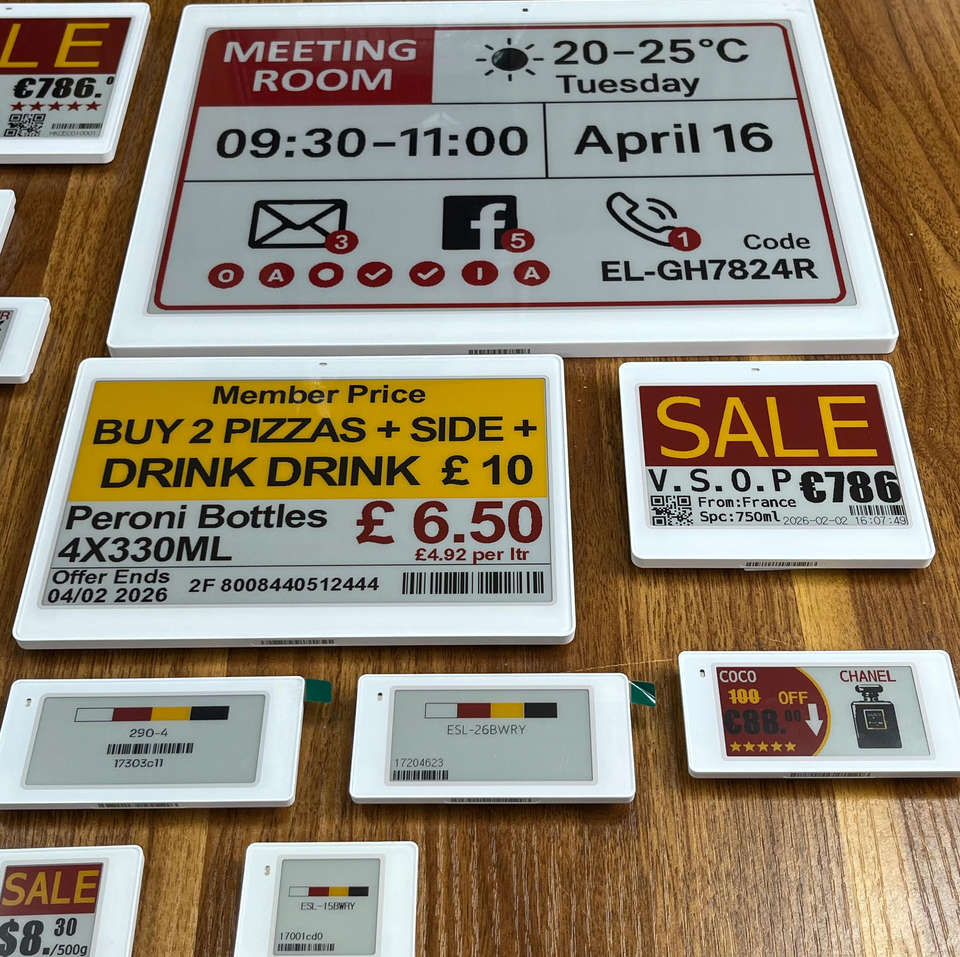 LE
€786.
MEETING
ROOM
20-25°C
Tuesday
09:30-11:00
April 16
3
5
1
Code
O A O I A
EL-GH7824R
Member Price
BUY 2 PIZZAS + SIDE +
DRINK DRINK £ 10
Peroni Bottles
4X330ML
£ 6.50
£4.92 per ltr
Offer Ends
04/02 2026
2F 8008440512444
SALE
V.S.O.P
€786
From:France
Spc:750ml
2026-02-02 16:07:49
290-4
17303c11
ESL-26BWRY
17204623
COCO
100 OFF
€88.00
CHANEL
SALE
$8.30
/500g
ESL-15BWRY
17001cd0